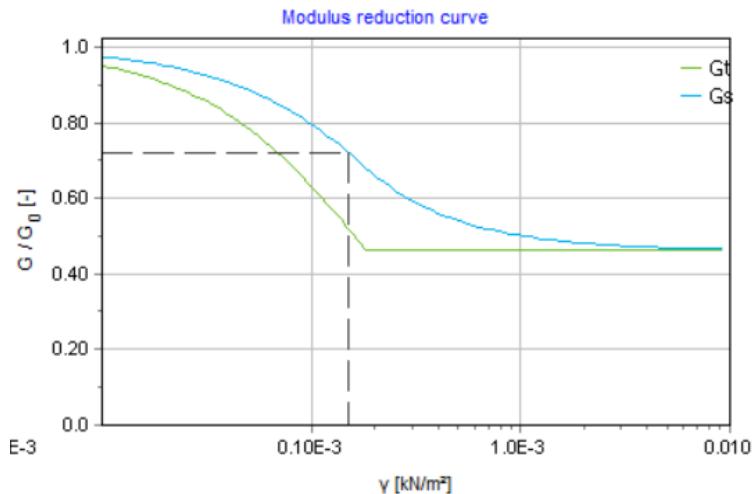 Modulus reduction curve
1.0
Gt
Gs
0.80
0.60
G / G0 [-]
0.40
0.20
0.0
E-3
0.10E-3
1.0E-3
0.010
γ [kN/m²]